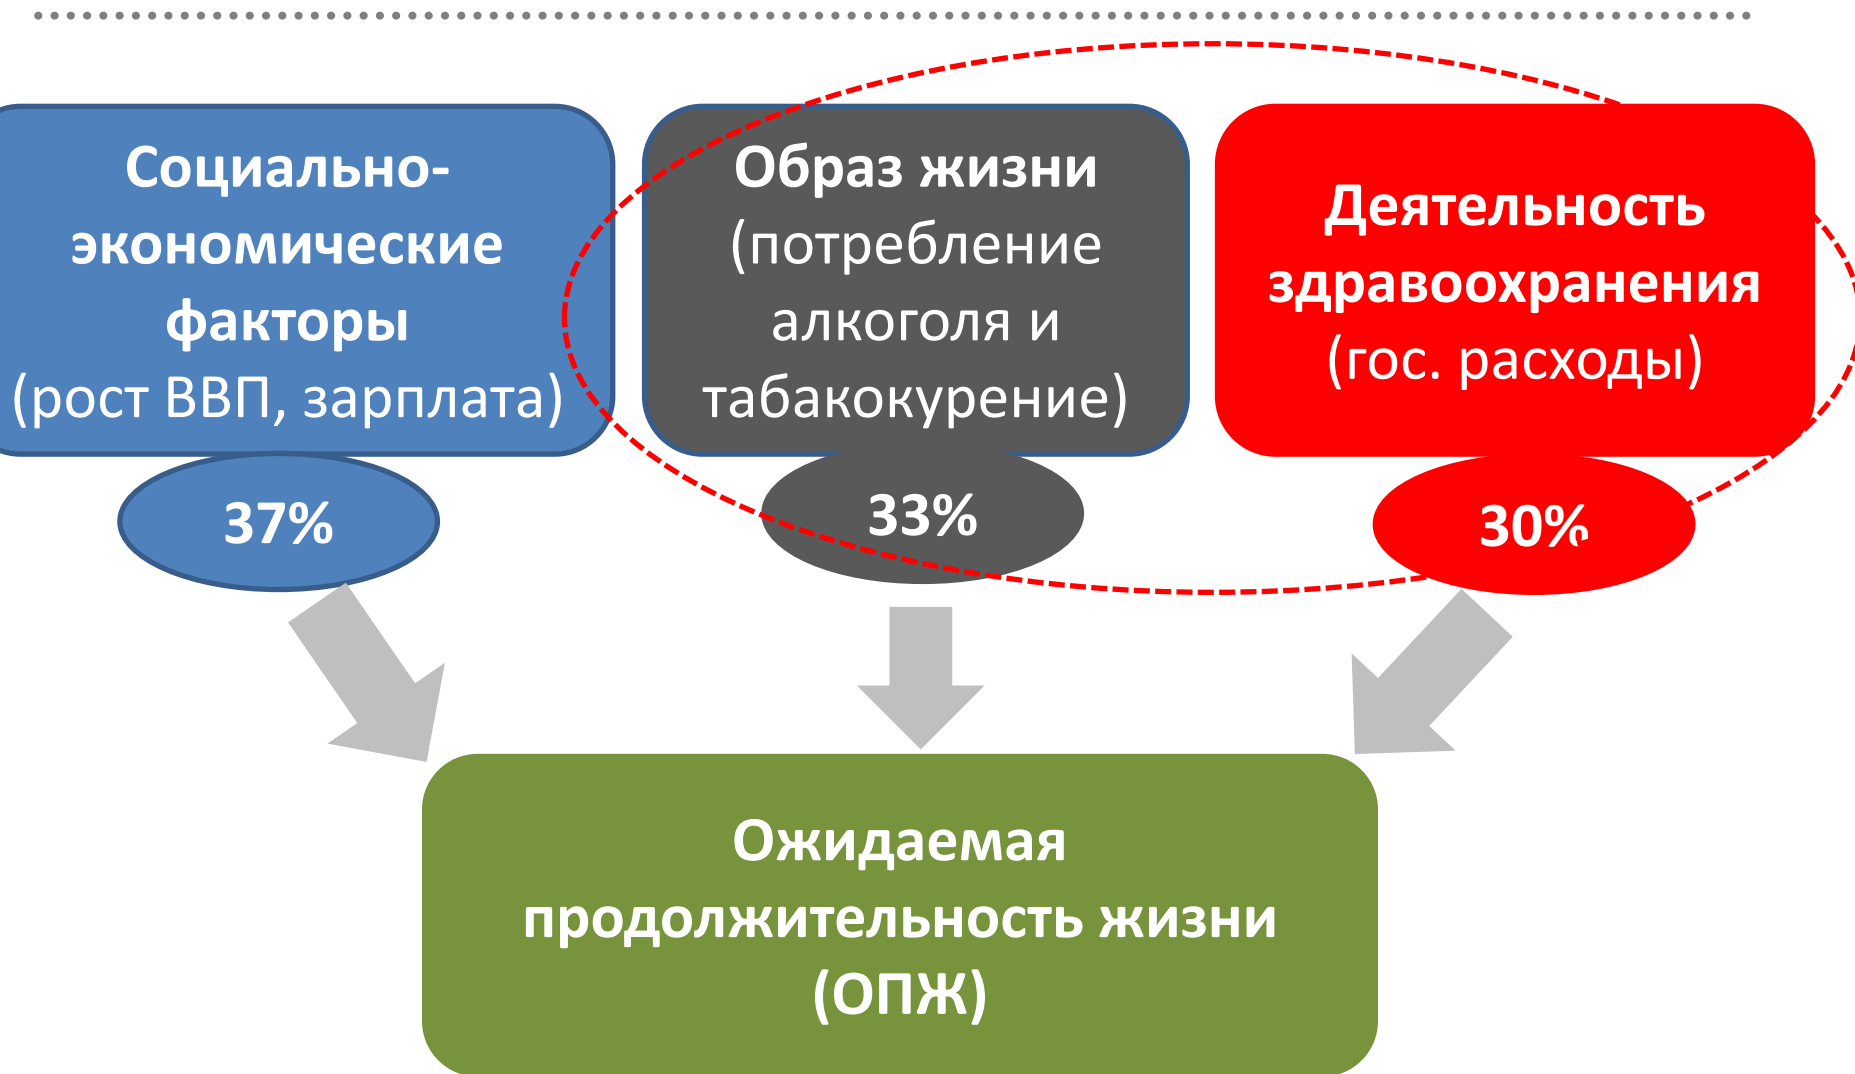 Социально-
экономические
факторы
(рост ВВП, зарплата)
37%
Образ жизни
(потребление
алкоголя и
табакокурение)
33%
Деятельность
здравоохранения
(гос. расходы)
30%
Ожидаемая
продолжительность жизни
(ОПЖ)